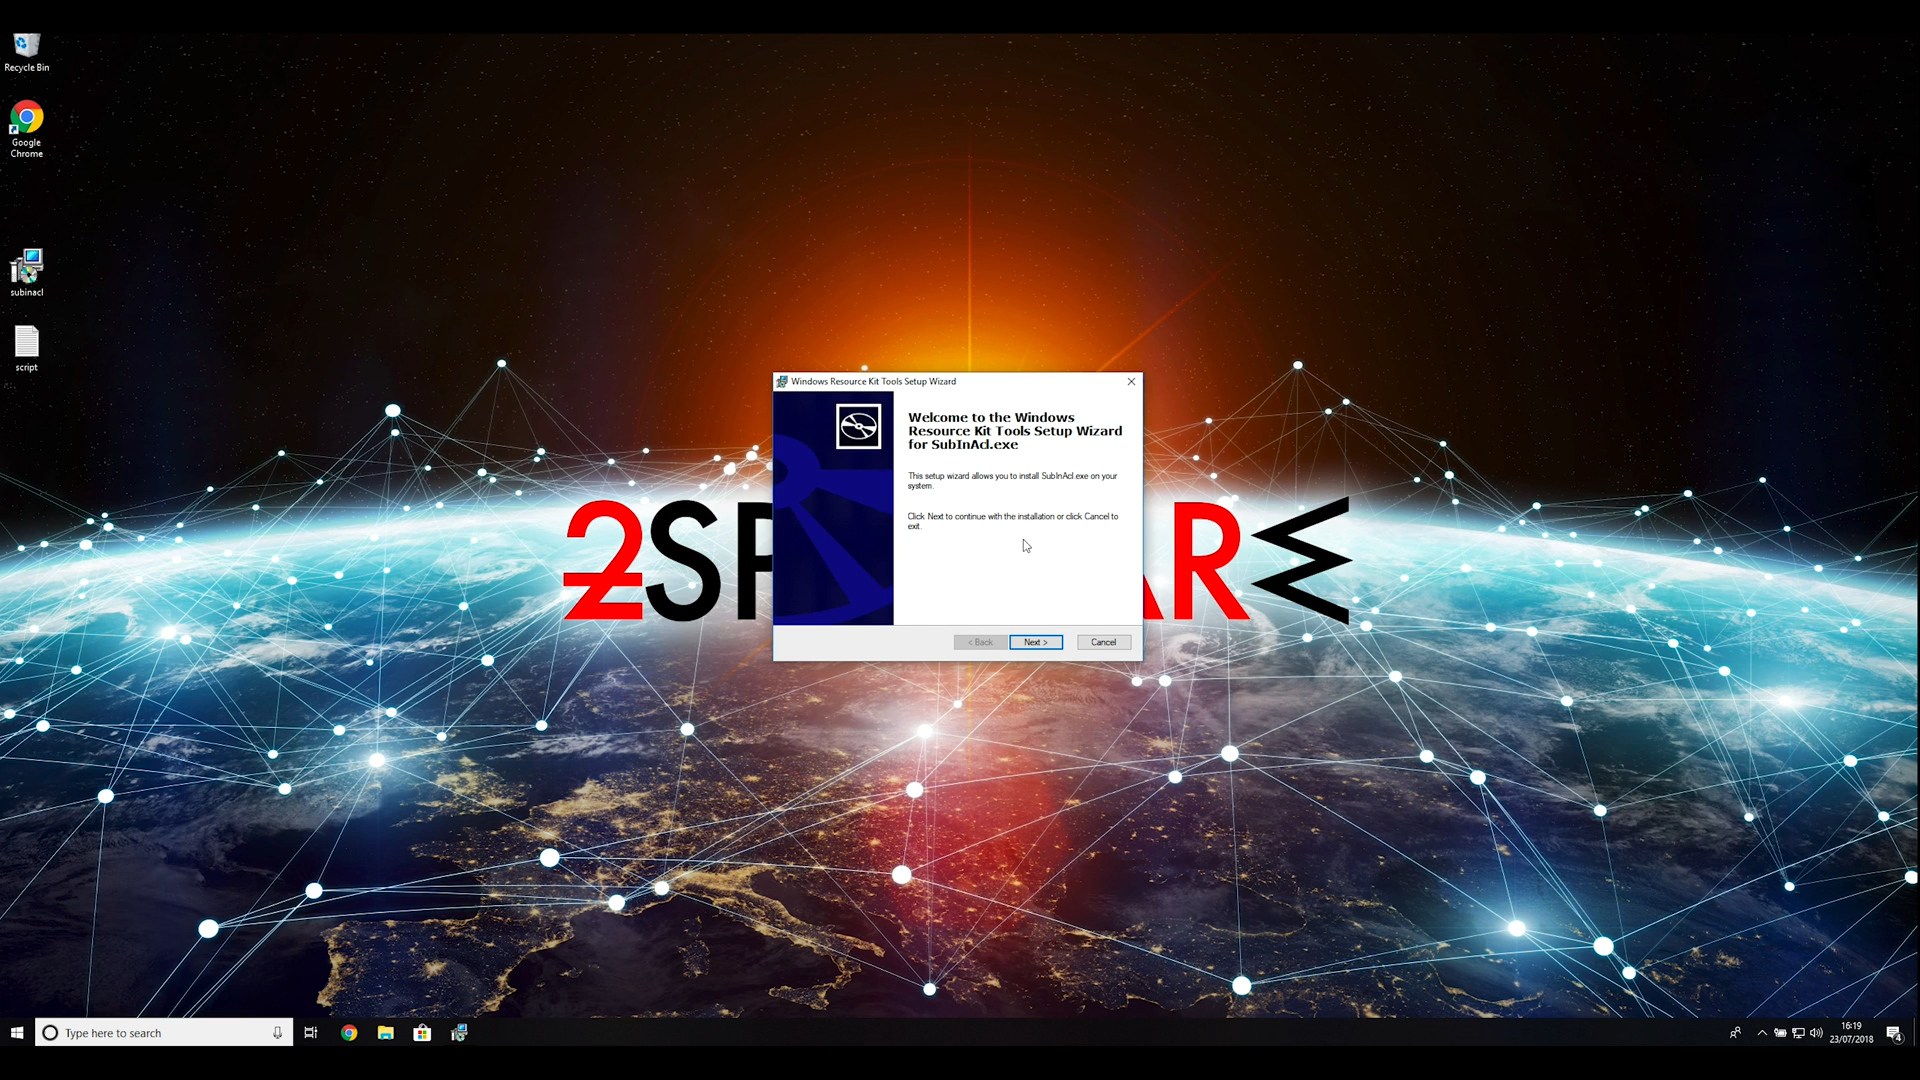 Recycle Bin
Google
Chrome
subinacl
script
Windows Resource Kit Tools Setup Wizard
Welcome to the Windows
Resource Kit Tools Setup Wizard
for SubInAcl.exe
This setup wizard allows you to install SubInAcl.exe on your
system.
Click Next to continue with the installation or click Cancel to
exit.
< Back
Next >
Cancel
2SP
R
Type here to search
16:19
23/07/2018
4